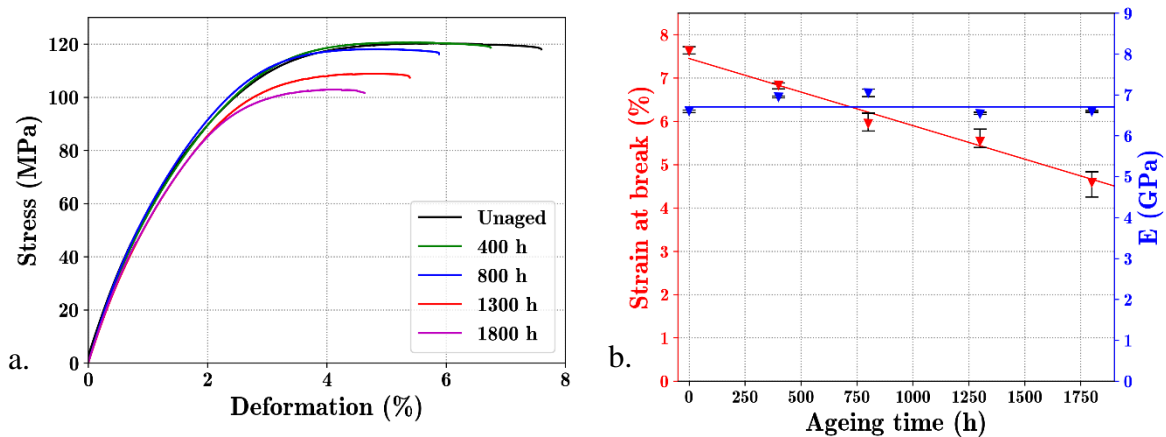 Stress (MPa)
120
100
80
60
40
20
0
0 2 4 6 8
Deformation (%)
Unaged
400 h
800 h
1300 h
1800 h
a.
Strain at break (%)
8
7
6
5
4
3
2
1
0
0 250 500 750 1000 1250 1500 1750
Ageing time (h)
9
8
7
6
5
4
3
2
1
0
E (GPa)
b.